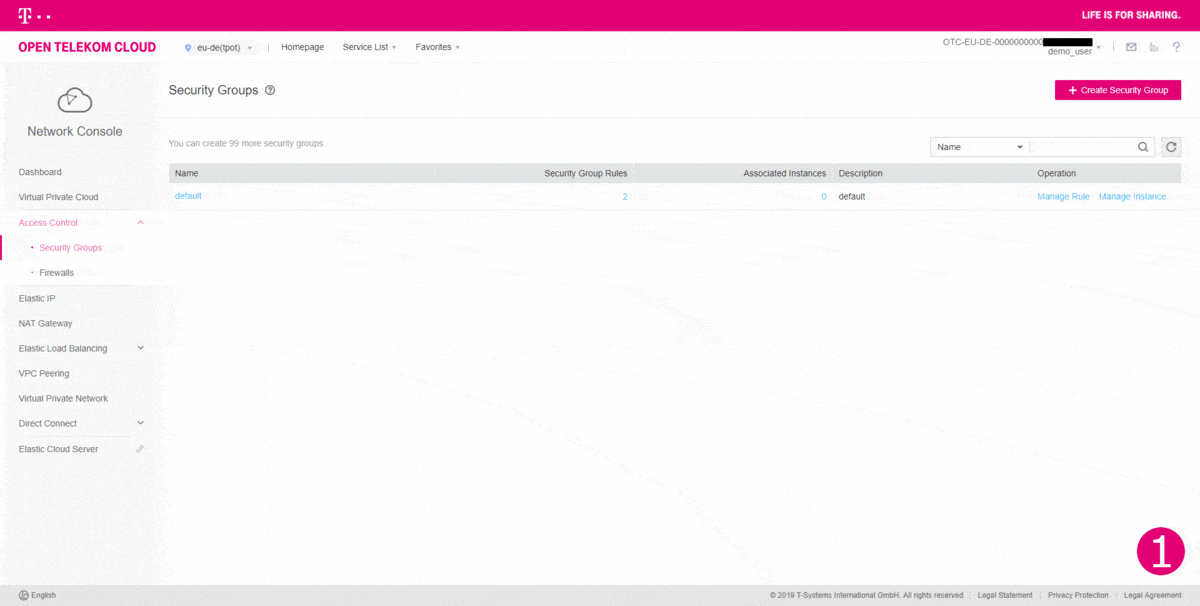 T
LIFE IS FOR SHARING.
OPEN TELEKOM CLOUD
eu-de(tpot)
Homepage
Service List
Favorites
OTC-EU-DE-0000000000
demo_user
?
Network Console
Dashboard
Virtual Private Cloud
Access Control
Security Groups
Firewalls
Elastic IP
NAT Gateway
Elastic Load Balancing
VPC Peering
Virtual Private Network
Direct Connect
Elastic Cloud Server
Security Groups ?
+ Create Security Group
You can create 99 more security groups.
Name
Name Security Group Rules Associated Instances Description Operation
default 2 0 default Manage Rule Manage Instance
1
English
© 2019 T-Systems International GmbH. All rights reserved. | Legal Statement | Privacy Protection | Legal Agreement